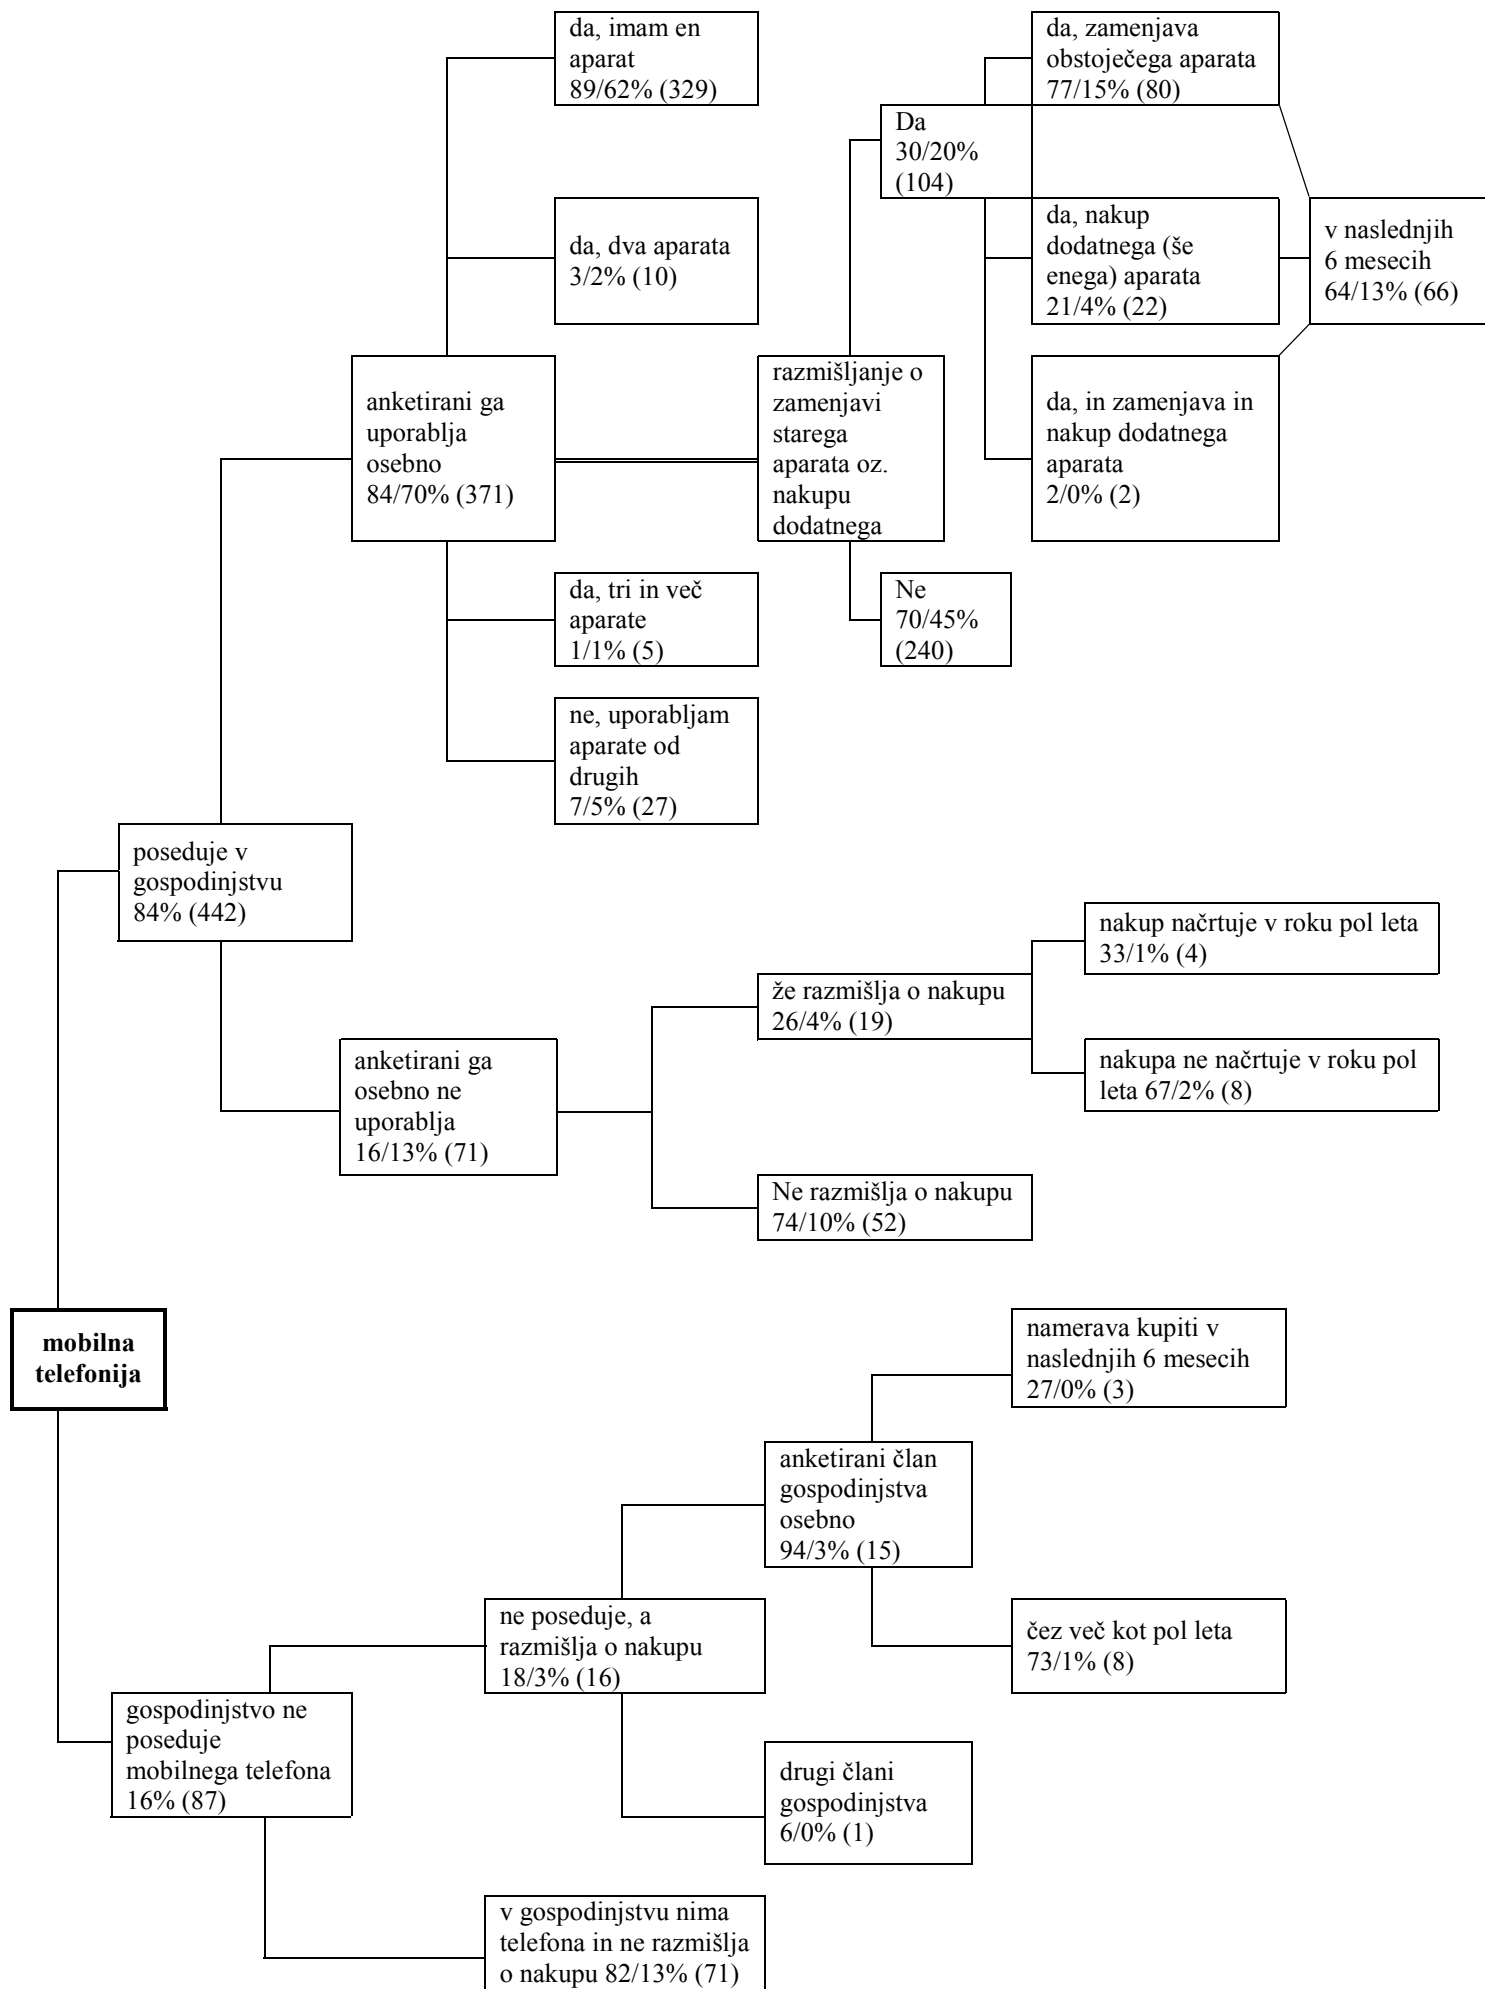 da, imam en
aparat
89/62% (329)
da, zamenjava
obstoječega aparata
77/15% (80)
Da
30/20%
(104)
da, dva aparata
3/2% (10)
da, nakup
dodatnega (še
enega) aparata
21/4% (22)
v naslednjih
6 mesecih
64/13% (66)
anketirani ga
uporablja
osebno
84/70% (371)
razmišljanje o
zamenjavi
starega
aparata oz.
nakupu
dodatnega
da, in zamenjava in
nakup dodatnega
aparata
2/0% (2)
da, tri in več
aparate
1/1% (5)
Ne
70/45%
(240)
ne, uporabljam
aparate od
drugih
7/5% (27)
poseduje v
gospodinjstvu
84% (442)
nakup načrtuje v roku pol leta
33/1% (4)
že razmišlja o nakupu
26/4% (19)
anketirani ga
osebno ne
uporablja
16/13% (71)
nakupa ne načrtuje v roku pol
leta 67/2% (8)
Ne razmišlja o nakupu
74/10% (52)
mobilna
telefonija
namerava kupiti v
naslednjih 6 mesecih
27/0% (3)
anketirani član
gospodinjstva
osebno
94/3% (15)
ne poseduje, a
razmišlja o nakupu
18/3% (16)
čez več kot pol leta
73/1% (8)
gospodinjstvo ne
poseduje
mobilnega telefona
16% (87)
drugi člani
gospodinjstva
6/0% (1)
v gospodinjstvu nima
telefona in ne razmišlja
o nakupu 82/13% (71)